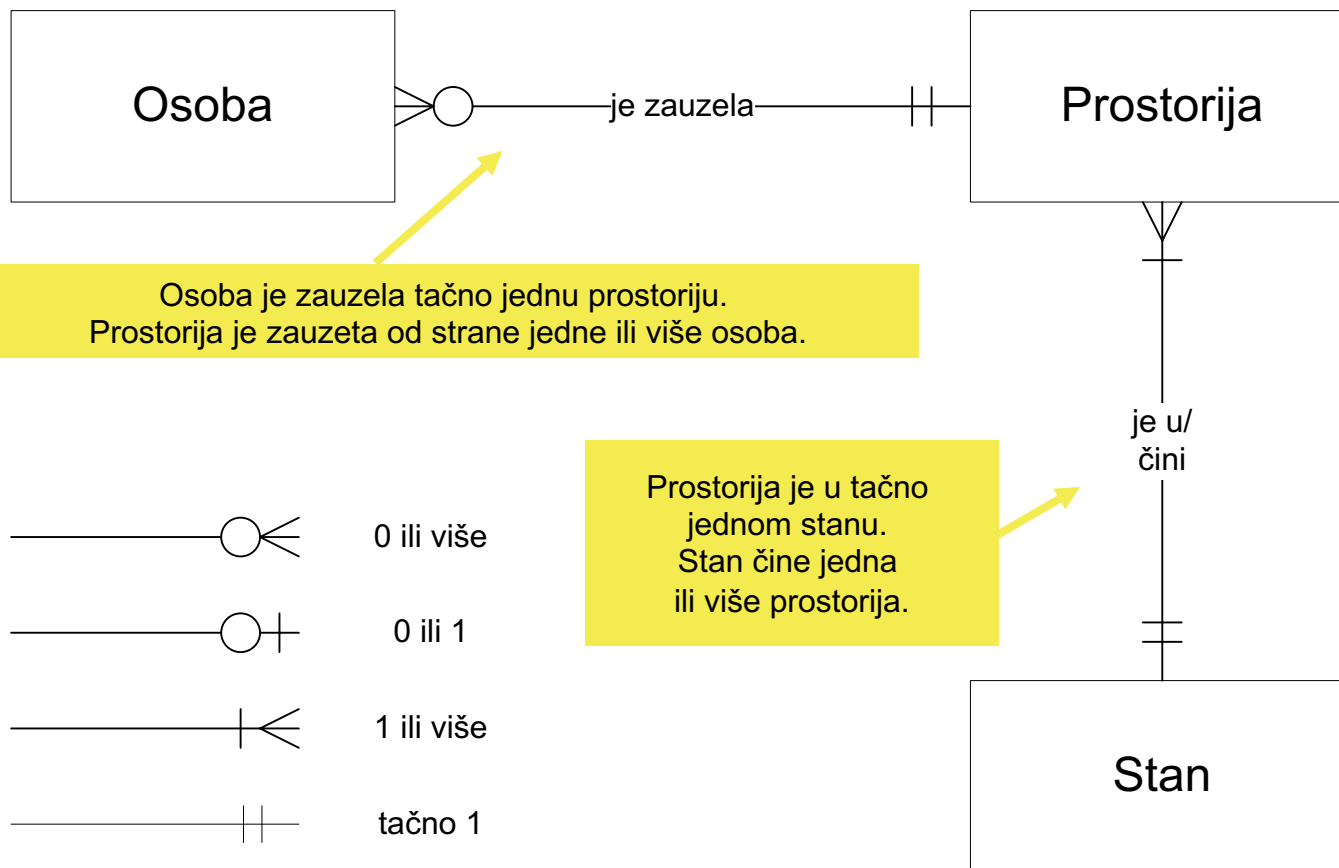 Osoba
je zauzela
Prostorija
Osoba je zauzela tačno jednu prostoriju.
Prostorija je zauzeta od strane jedne ili više osoba.
je u/
čini
Prostorija je u tačno
jednom stanu.
Stan čine jedna
ili više prostorija.
0 ili više
0 ili 1
1 ili više
tačno 1
Stan